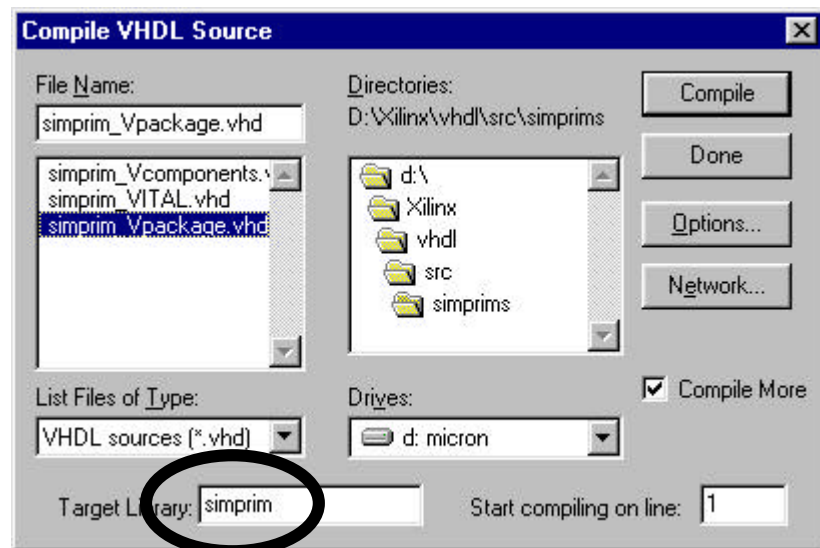 Compile VHDL Source
File Name:
simprim_Vpackage.vhd
simprim_Vcomponents.
simprim_VITAL.vhd
simprim_Vpackage.vhd
List Files of Type:
VHDL sources (*.vhd)
Directories:
D:\Xilinx\vhdl\src\simprims
d:\
Xilinx
vhdl
src
simprims
Drives:
d: micron
Compile
Done
Options...
Network...
Compile More
Target Library: simprim
Start compiling on line: 1